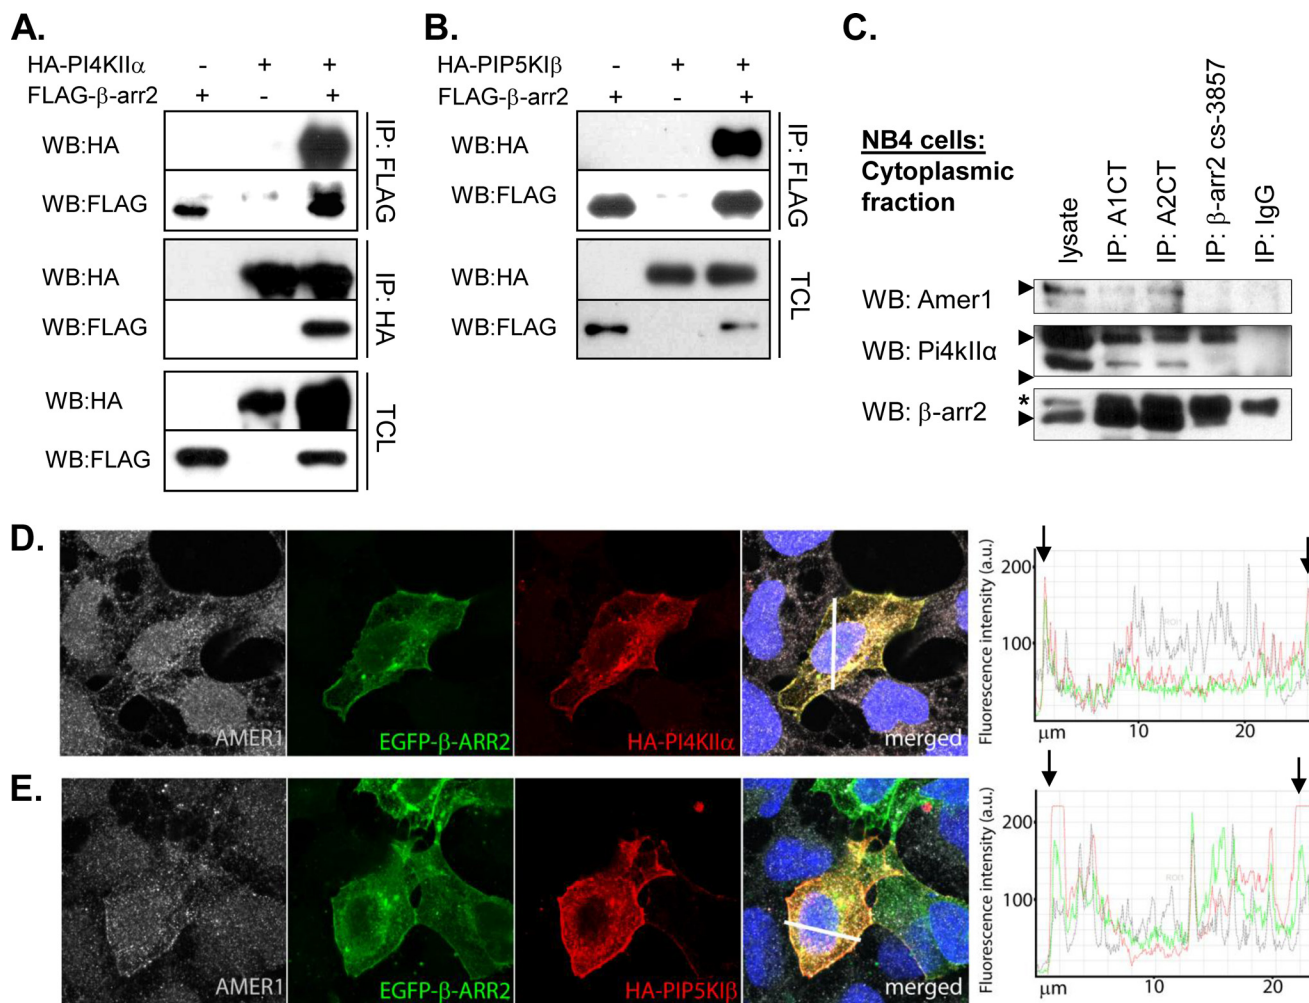 A.
HA-PI4KIIα - + +
FLAG-β-arr2 + - +
WB:HA
WB:FLAG
IP: FLAG
WB:HA
WB:FLAG
IP: HA
WB:HA
WB:FLAG
TCL
B.
HA-PIP5KIβ - + +
FLAG-β-arr2 + - +
WB:HA
WB:FLAG
IP: FLAG
WB:HA
WB:FLAG
TCL
C.
NB4 cells:
Cytoplasmic
fraction
lysate
IP: A1CT
IP: A2CT
IP: β-arr2 cs-3857
IP: IgG
WB: Amer1
WB: Pi4kIIα
WB: β-arr2
*
D.
AMER1
EGFP-β-ARR2
HA-PI4KIIα
merged
Fluorescence intensity (a.u.)
200
100
ROI1
μm
10
20
E.
AMER1
EGFP-β-ARR2
HA-PIP5KIβ
merged
Fluorescence intensity (a.u.)
200
100
ROI1
μm
10
20